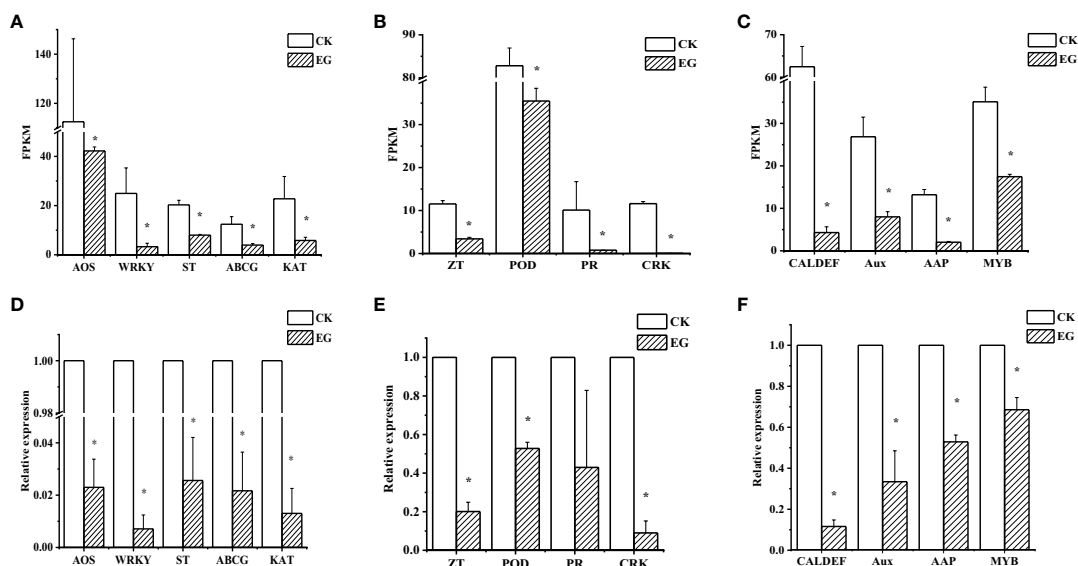 A
FPKM
140
120
100
40
20
0
CK
EG
*
*
*
*
*
AOS WRKY ST ABCG KAT
B
FPKM
90
80
30
20
10
0
CK
EG
*
*
*
*
ZT POD PR CRK
C
FPKM
70
60
30
20
10
0
CK
EG
*
*
*
*
CALDEF Aux AAP MYB
D
Relative expression
1.00
0.98
0.04
0.02
0.00
CK
EG
*
*
*
*
*
AOS WRKY ST ABCG KAT
E
Relative expression
1.0
0.8
0.6
0.4
0.2
0.0
CK
EG
*
*
*
ZT POD PR CRK
F
Relative expression
1.0
0.8
0.6
0.4
0.2
0.0
CK
EG
*
*
*
*
CALDEF Aux AAP MYB